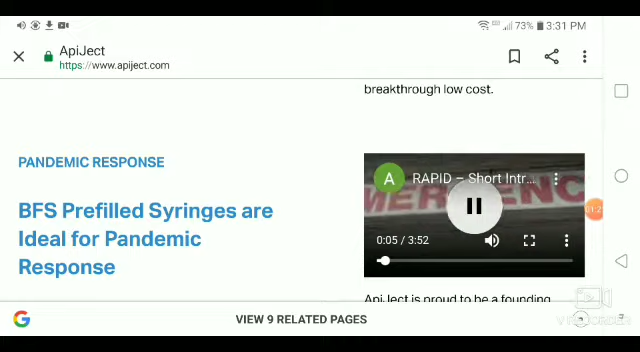 73% 3:31 PM
ApiJect
https://www.apiject.com
breakthrough low cost.
PANDEMIC RESPONSE
BFS Prefilled Syringes are
Ideal for Pandemic
Response
A RAPID – Short Intr...
MERGENC
0:05 / 3:52
ApiJect is proud to be a founding
VIEW 9 RELATED PAGES